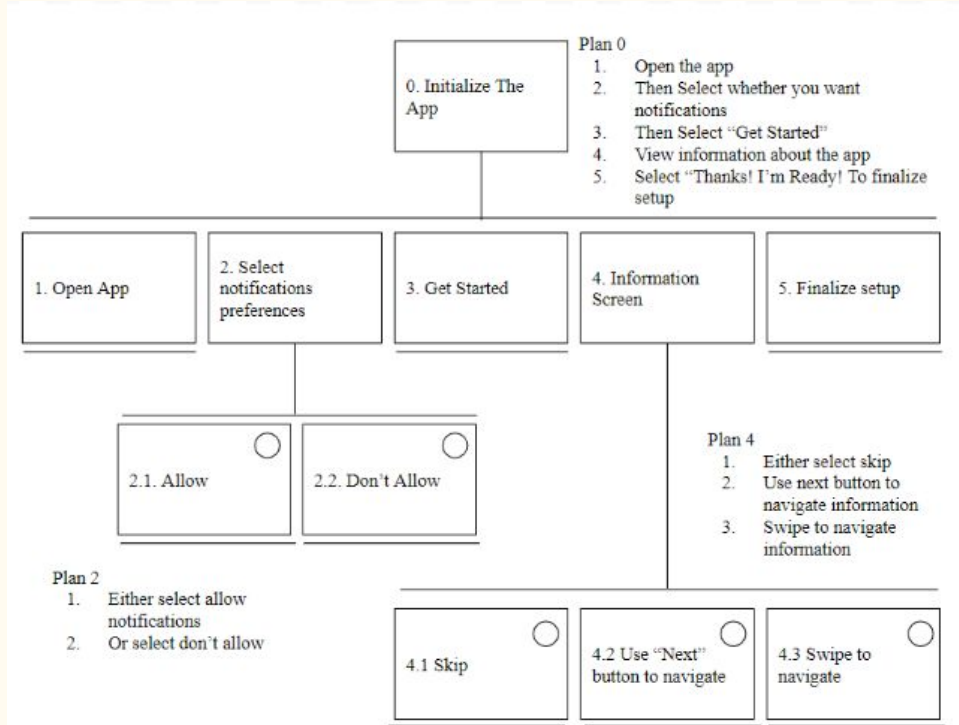 Plan 0
1. Open the app
2. Then Select whether you want
notifications
3. Then Select “Get Started”
4. View information about the app
5. Select “Thanks! I’m Ready! To finalize
setup
0. Initialize The
App
1. Open App
2. Select
notifications
preferences
3. Get Started
4. Information
Screen
5. Finalize setup
2.1. Allow
2.2. Don’t Allow
Plan 4
1. Either select skip
2. Use next button to
navigate information
3. Swipe to navigate
information
Plan 2
1. Either select allow
notifications
2. Or select don’t allow
4.1 Skip
4.2 Use “Next”
button to navigate
4.3 Swipe to
navigate